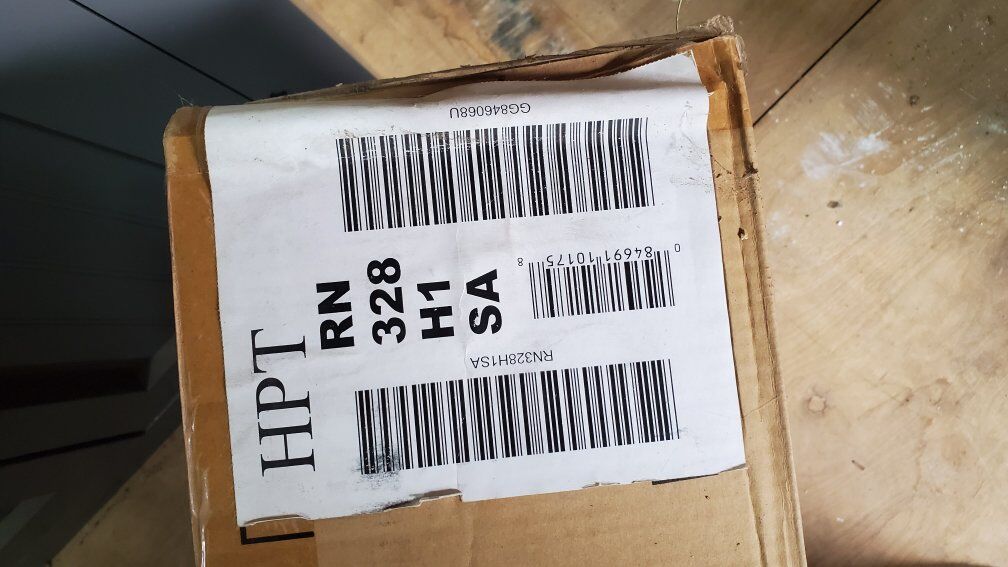 HPT
RN
328
H1
SA
RN328H1SA
0 84691 10175 8
GG846068U